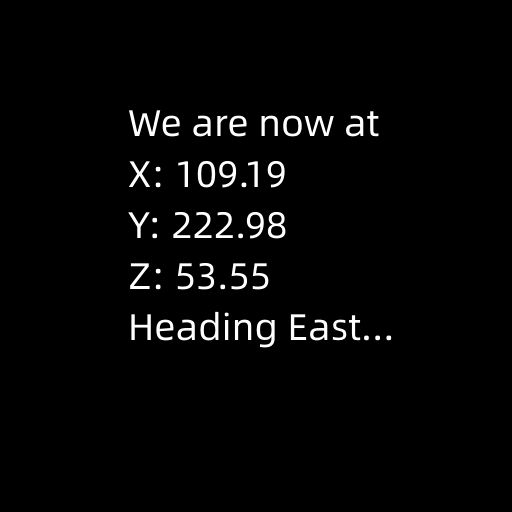 We are now at
X: 109.19
Y: 222.98
Z: 53.55
Heading East...